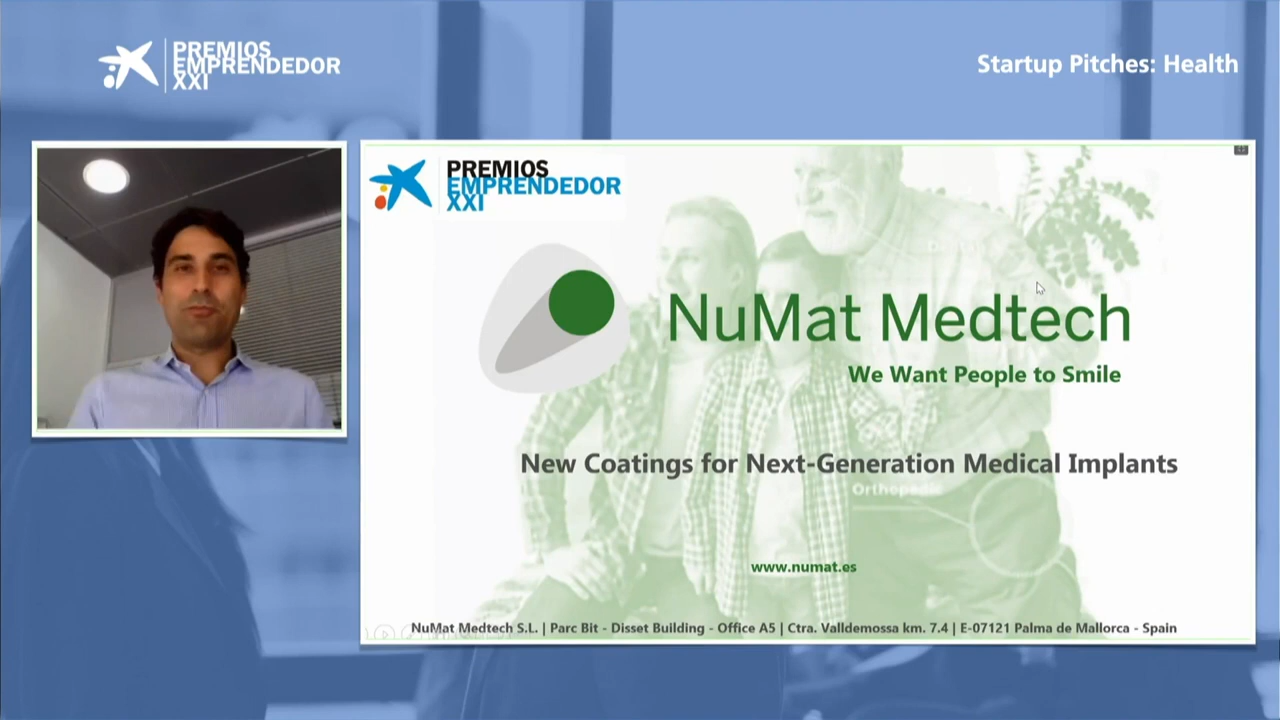 PREMIOS
EMPRENDEDOR
XXI
Startup Pitches: Health
PREMIOS
EMPRENDEDOR
XXI
NuMat Medtech
We Want People to Smile
New Coatings for Next-Generation Medical Implants
Orthopedic
www.numat.es
NuMat Medtech S.L. | Parc Bit - Disset Building - Office A5 | Ctra. Valldemossa km. 7.4 | E-07121 Palma de Mallorca - Spain